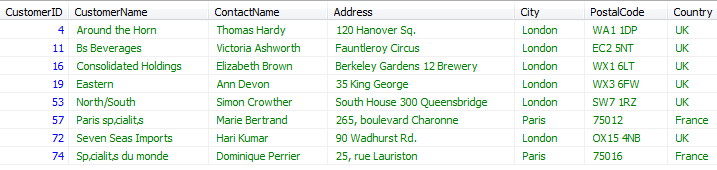 CustomerID CustomerName ContactName Address City PostalCode Country
4 Around the Horn Thomas Hardy 120 Hanover Sq. London WA1 1DP UK
11 Bs Beverages Victoria Ashworth Fauntleroy Circus London EC2 5NT UK
16 Consolidated Holdings Elizabeth Brown Berkeley Gardens 12 Brewery London WX1 6LT UK
19 Eastern Ann Devon 35 King George London WX3 6FW UK
53 North/South Simon Crowther South House 300 Queensbridge London SW7 1RZ UK
57 Paris sp‚cialit‚s Marie Bertrand 265, boulevard Charonne Paris 75012 France
72 Seven Seas Imports Hari Kumar 90 Wadhurst Rd. London OX15 4NB UK
74 Sp‚cialit‚s du monde Dominique Perrier 25, rue Lauriston Paris 75016 France